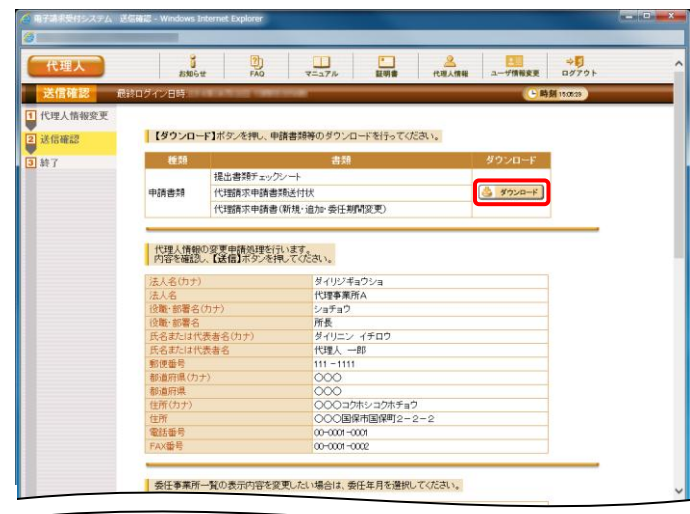 電子請求受付システム 送信確認 - Windows Internet Explorer
代理人
お知らせ
FAQ
マニュアル
証明書
代理人情報
ユーザ情報変更
ログアウト
送信確認
最終ログイン日時
時刻 15:05:29
1 代理人情報変更
2 送信確認
3 終了
【ダウンロード】ボタンを押し、申請書類等のダウンロードを行ってください。
種類 書類 ダウンロード
提出書類チェックシート
申請書類 代理請求申請書類送付状 ダウンロード
代理請求申請書(新規・追加・委任期間変更)
代理人情報の変更申請処理を行います。
内容を確認し、【送信】ボタンを押してください。
法人名(カナ) ダイリジギョウショ
法人名 代理事業所A
役職・部署名(カナ) ショチョウ
役職・部署名 所長
氏名または代表者名(カナ) ダイリニン イチロウ
氏名または代表者名 代理人 一郎
郵便番号 111-1111
都道府県(カナ) 〇〇〇
都道府県 〇〇〇
住所(カナ) 〇〇〇コクホシコクホチョウ
住所 〇〇〇国保市国保町2-2-2
電話番号 00-0001-0001
FAX番号 00-0001-0002
委任事業所一覧の表示内容を変更したい場合は、委任年月を選択してください。